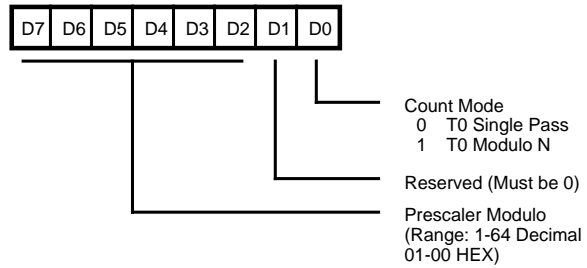 D7 D6 D5 D4 D3 D2 D1 D0
Count Mode
0 T0 Single Pass
1 T0 Modulo N
Reserved (Must be 0)
Prescaler Modulo
(Range: 1-64 Decimal
01-00 HEX)